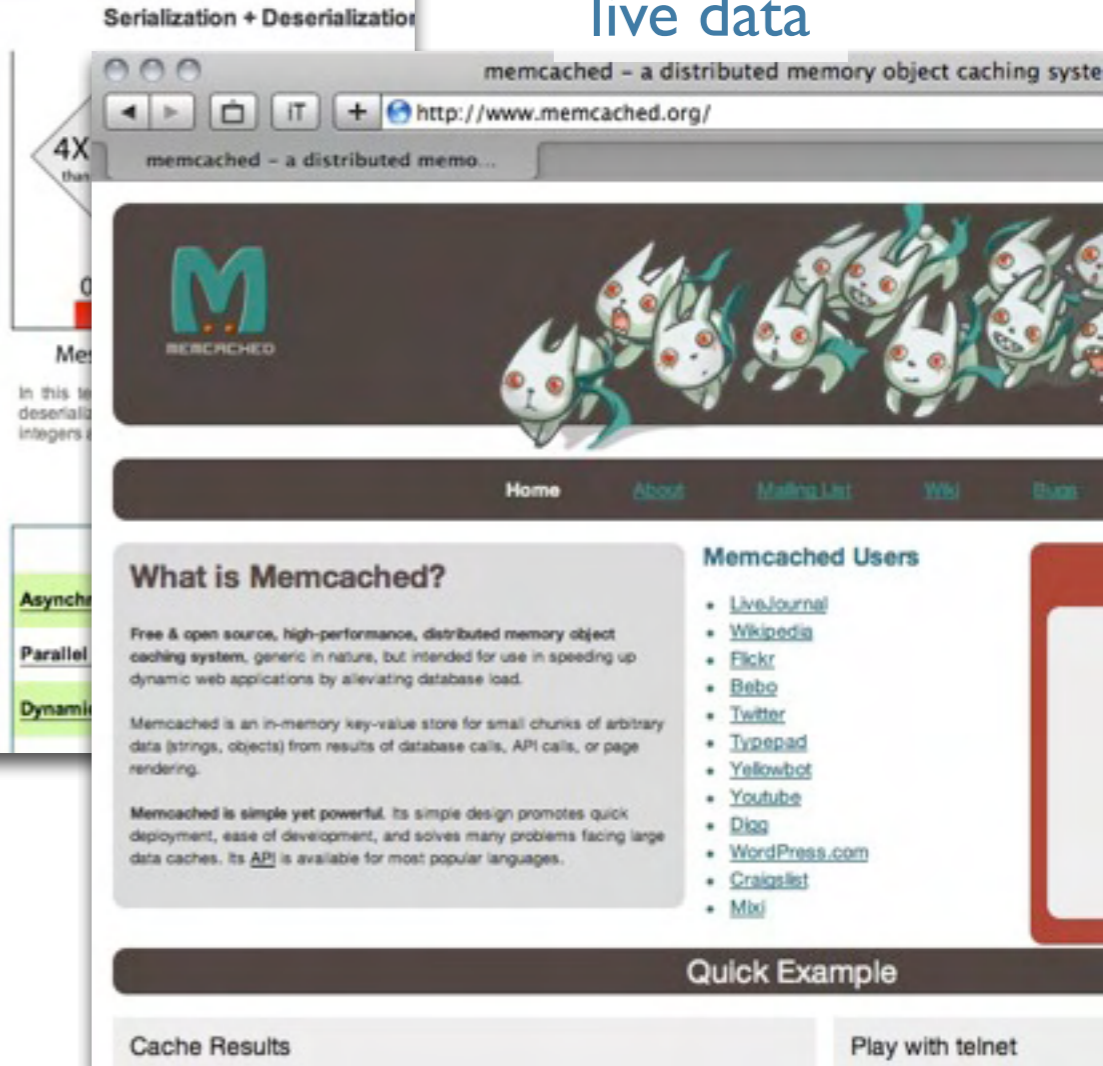 Serialization + Deserialization
live data
4X
than
0
Mes
In this te
deserializ
integers a
Asynchr
Parallel
Dynamic
memcached – a distributed memory object caching syste
IT
+
http://www.memcached.org/
memcached – a distributed memo...
MEMCACHED
Home About Mailing List Wiki Bugs
What is Memcached?
Free & open source, high-performance, distributed memory object
caching system, generic in nature, but intended for use in speeding up
dynamic web applications by alleviating database load.
Memcached is an in-memory key-value store for small chunks of arbitrary
data (strings, objects) from results of database calls, API calls, or page
rendering.
Memcached is simple yet powerful. Its simple design promotes quick
deployment, ease of development, and solves many problems facing large
data caches. Its API is available for most popular languages.
Memcached Users
LiveJournal
Wikipedia
Flickr
Bebo
Twitter
Typepad
Yellowbot
Youtube
Digg
WordPress.com
Craigslist
Mixi
Quick Example
Cache Results
Play with telnet